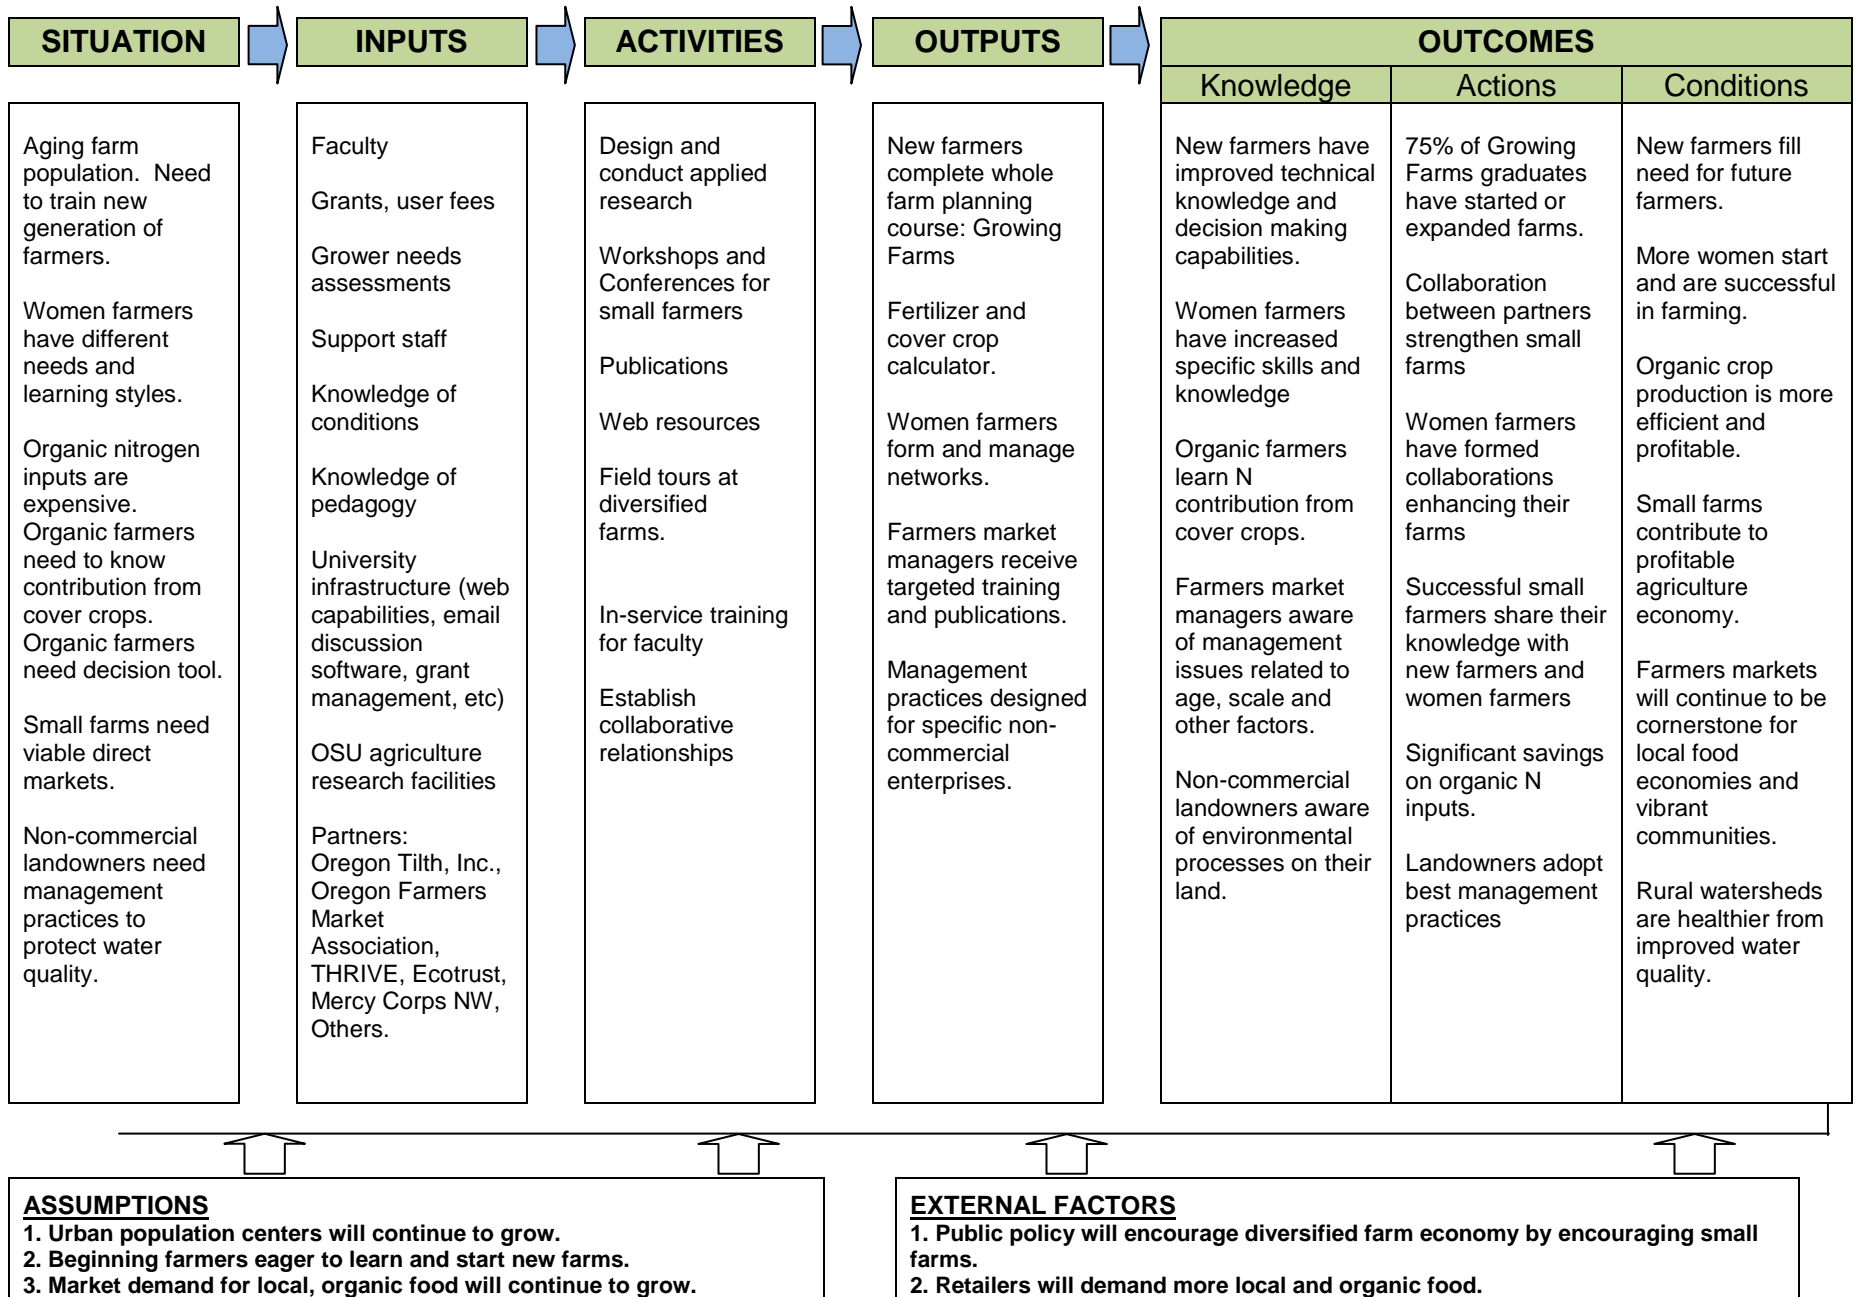 SITUATION
INPUTS
ACTIVITIES
OUTPUTS
OUTCOMES
Knowledge
Actions
Conditions
Aging farm
population.  Need
to train new
generation of
farmers.
Women farmers
have different
needs and
learning styles.
Organic nitrogen
inputs are
expensive.
Organic farmers
need to know
contribution from
cover crops.
Organic farmers
need decision tool.
Small farms need
viable direct
markets.
Non-commercial
landowners need
management
practices to
protect water
quality.
Faculty
Grants, user fees
Grower needs
assessments
Support staff
Knowledge of
conditions
Knowledge of
pedagogy
University
infrastructure (web
capabilities, email
discussion
software, grant
management, etc)
OSU agriculture
research facilities
Partners:
Oregon Tilth, Inc.,
Oregon Farmers
Market
Association,
THRIVE, Ecotrust,
Mercy Corps NW,
Others.
Design and
conduct applied
research
Workshops and
Conferences for
small farmers
Publications
Web resources
Field tours at
diversified
farms.
In-service training
for faculty
Establish
collaborative
relationships
New farmers
complete whole
farm planning
course: Growing
Farms
Fertilizer and
cover crop
calculator.
Women farmers
form and manage
networks.
Farmers market
managers receive
targeted training
and publications.
Management
practices designed
for specific non-
commercial
enterprises.
New farmers have
improved technical
knowledge and
decision making
capabilities.
Women farmers
have increased
specific skills and
knowledge
Organic farmers
learn N
contribution from
cover crops.
Farmers market
managers aware
of management
issues related to
age, scale and
other factors.
Non-commercial
landowners aware
of environmental
processes on their
land.
75% of Growing
Farms graduates
have started or
expanded farms.
Collaboration
between partners
strengthen small
farms
Women farmers
have formed
collaborations
enhancing their
farms
Successful small
farmers share their
knowledge with
new farmers and
women farmers
Significant savings
on organic N
inputs.
Landowners adopt
best management
practices
New farmers fill
need for future
farmers.
More women start
and are successful
in farming.
Organic crop
production is more
efficient and
profitable.
Small farms
contribute to
profitable
agriculture
economy.
Farmers markets
will continue to be
cornerstone for
local food
economies and
vibrant
communities.
Rural watersheds
are healthier from
improved water
quality.
ASSUMPTIONS
1. Urban population centers will continue to grow.
2. Beginning farmers eager to learn and start new farms.
3. Market demand for local, organic food will continue to grow.
EXTERNAL FACTORS
1. Public policy will encourage diversified farm economy by encouraging small
farms.
2. Retailers will demand more local and organic food.